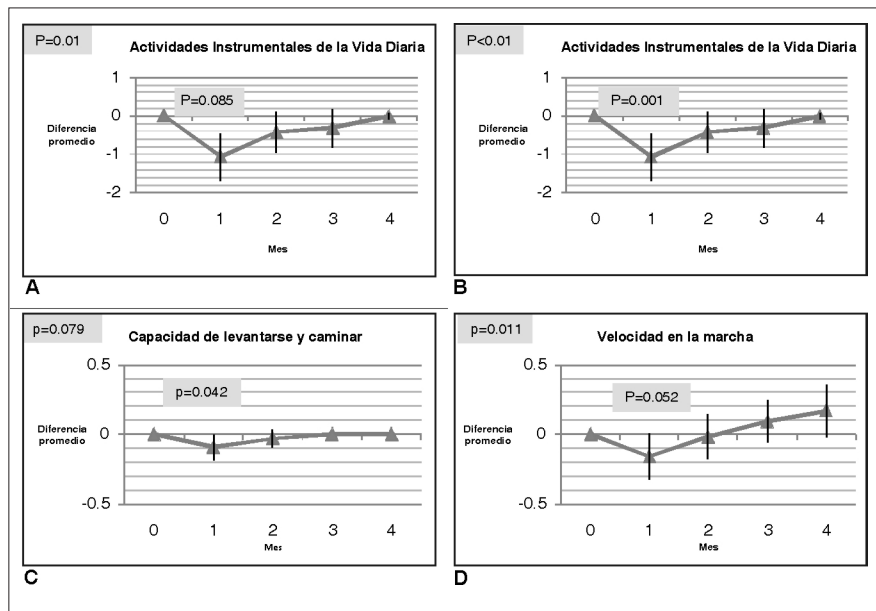 P=0.01
Actividades Instrumentales de la Vida Diaria
1
P=0.085
0
Diferencia
promedio
-1
-2
0 1 2 3 4
Mes
A
P<0.01
Actividades Instrumentales de la Vida Diaria
1
P=0.001
0
Diferencia
promedio
-1
-2
0 1 2 3 4
Mes
B
p=0.079
Capacidad de levantarse y caminar
0.5
p=0.042
Diferencia
promedio
0
-0.5
0 1 2 3 4
Mes
C
p=0.011
Velocidad en la marcha
0.5
P=0.052
Diferencia
promedio
0
-0.5
0 1 2 3 4
Mes
D